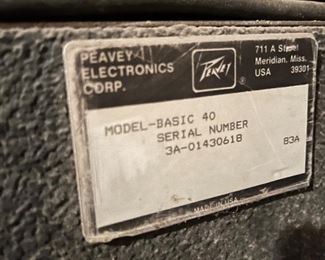 PEAVEY
ELECTRONICS
CORP.
PEAVEY
®
711 A Street
Meridian, Miss.
USA 39301
MODEL-BASIC 40
SERIAL NUMBER
3A-01430618
83A
MADE IN USA